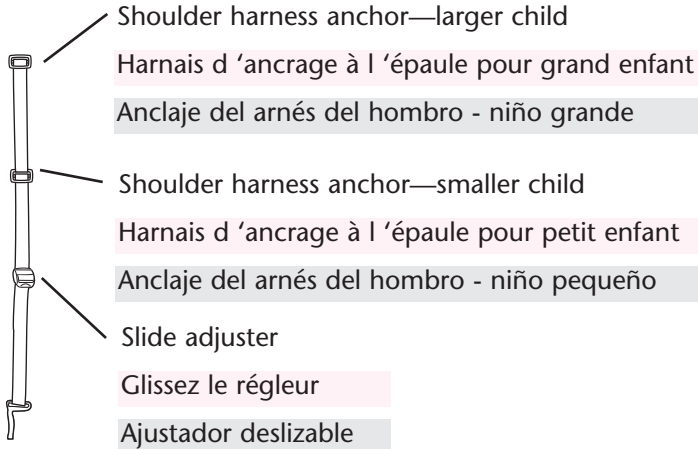 Shoulder harness anchor—larger child
Harnais d ‘ancrage à l ‘épaule pour grand enfant
Anclaje del arnés del hombro - niño grande
Shoulder harness anchor—smaller child
Harnais d ‘ancrage à l ‘épaule pour petit enfant
Anclaje del arnés del hombro - niño pequeño
Slide adjuster
Glissez le régleur
Ajustador deslizable